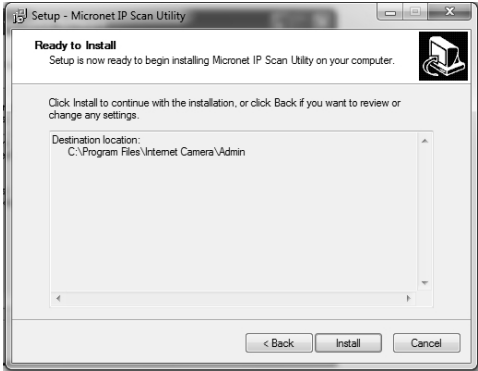 Setup - Micronet IP Scan Utility
Ready to Install
Setup is now ready to begin installing Micronet IP Scan Utility on your computer.
Click Install to continue with the installation, or click Back if you want to review or
change any settings.
Destination location:
C:\Program Files\Internet Camera\Admin
< Back
Install
Cancel